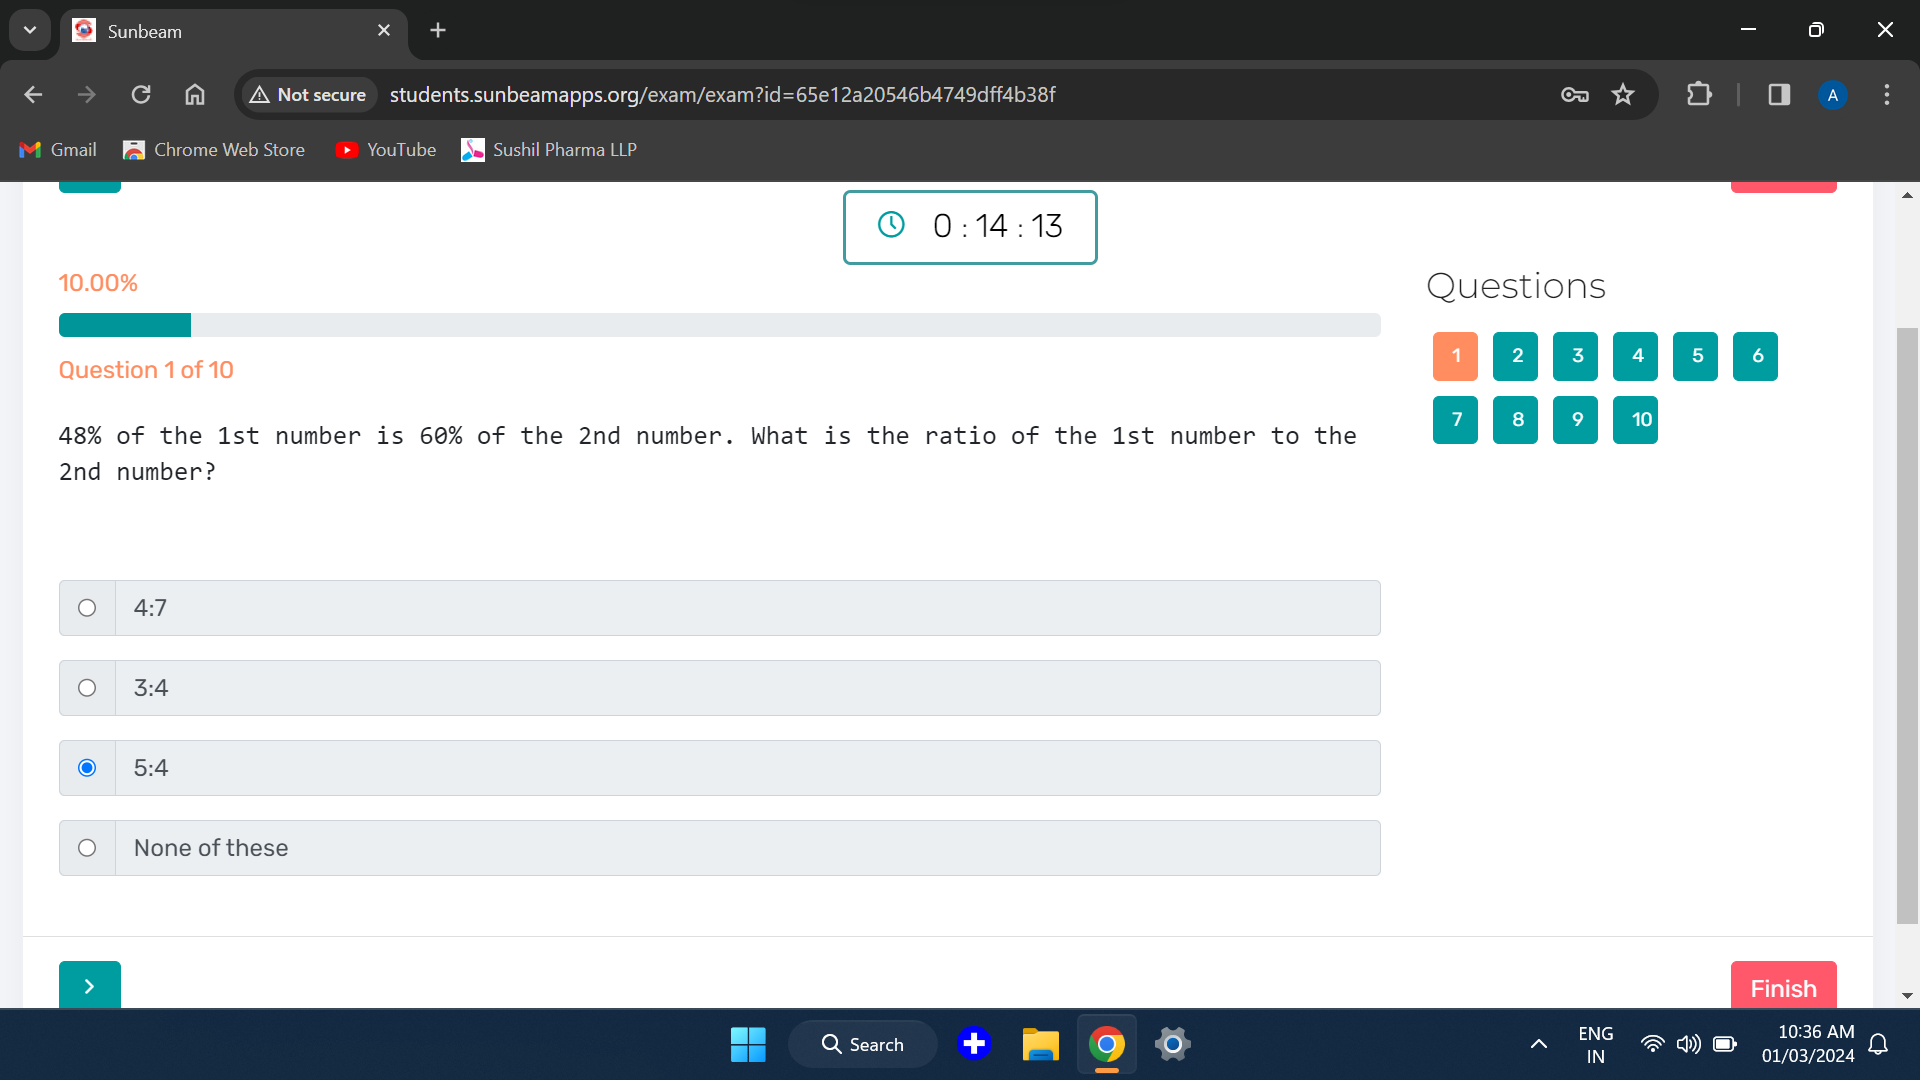 Sunbeam
Not secure
students.sunbeamapps.org/exam/exam?id=65e12a20546b4749dff4b38f
A
Gmail
Chrome Web Store
YouTube
Sushil Pharma LLP
0 : 14 : 13
10.00%
Question 1 of 10
48% of the 1st number is 60% of the 2nd number. What is the ratio of the 1st number to the
2nd number?
4:7
3:4
5:4
None of these
Questions
1 2 3 4 5 6
7 8 9 10
Finish
Search
ENG
IN
10:36 AM
01/03/2024